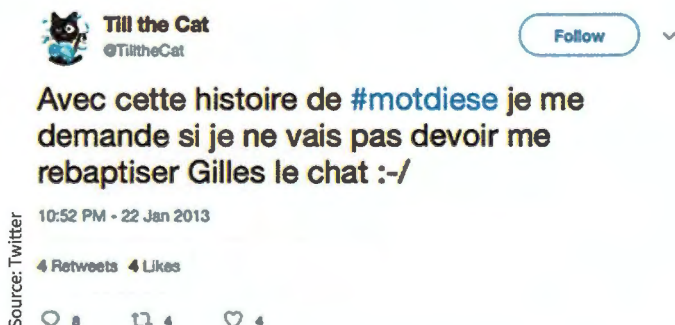 Till the Cat
@TilltheCat
Follow
Avec cette histoire de #motdiese je me
demande si je ne vais pas devoir me
rebaptiser Gilles le chat :-/
10:52 PM - 22 Jan 2013
4 Retweets 4 Likes
8 4 4
Source: Twitter